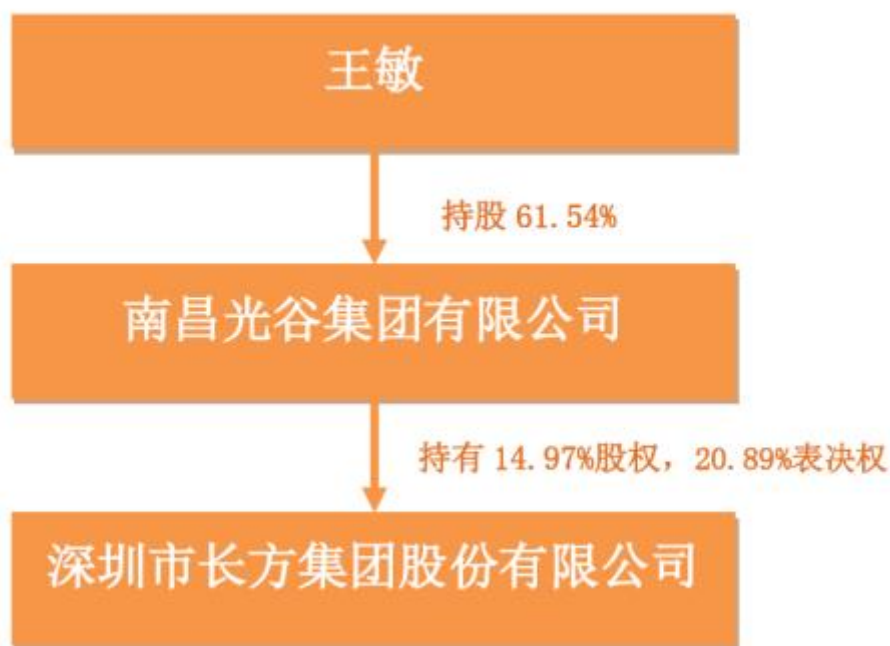 王敏
持股 61.54%
南昌光谷集团有限公司
持有 14.97%股权，20.89%表决权
深圳市长方集团股份有限公司